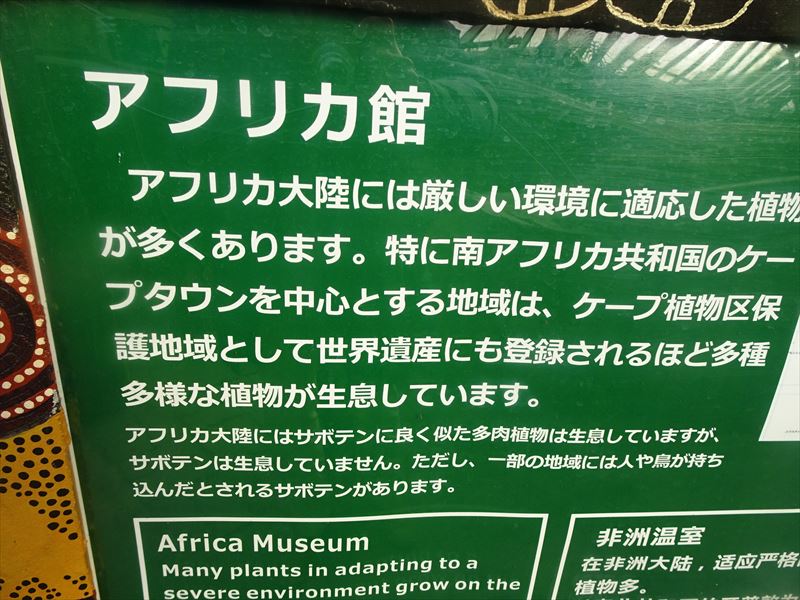 アフリカ館
アフリカ大陸には厳しい環境に適応した植物
が多くあります。特に南アフリカ共和国のケー
プタウンを中心とする地域は、ケープ植物区保
護地域として世界遺産にも登録されるほど多種
多様な植物が生息しています。
アフリカ大陸にはサボテンに良く似た多肉植物は生息していますが、
サボテンは生息していません。ただし、一部の地域には人や鳥が持ち
込んだとされるサボテンがあります。
Africa Museum
Many plants in adapting to a
severe environment grow on the
非洲温室
在非洲大陆，适应严格
植物多。